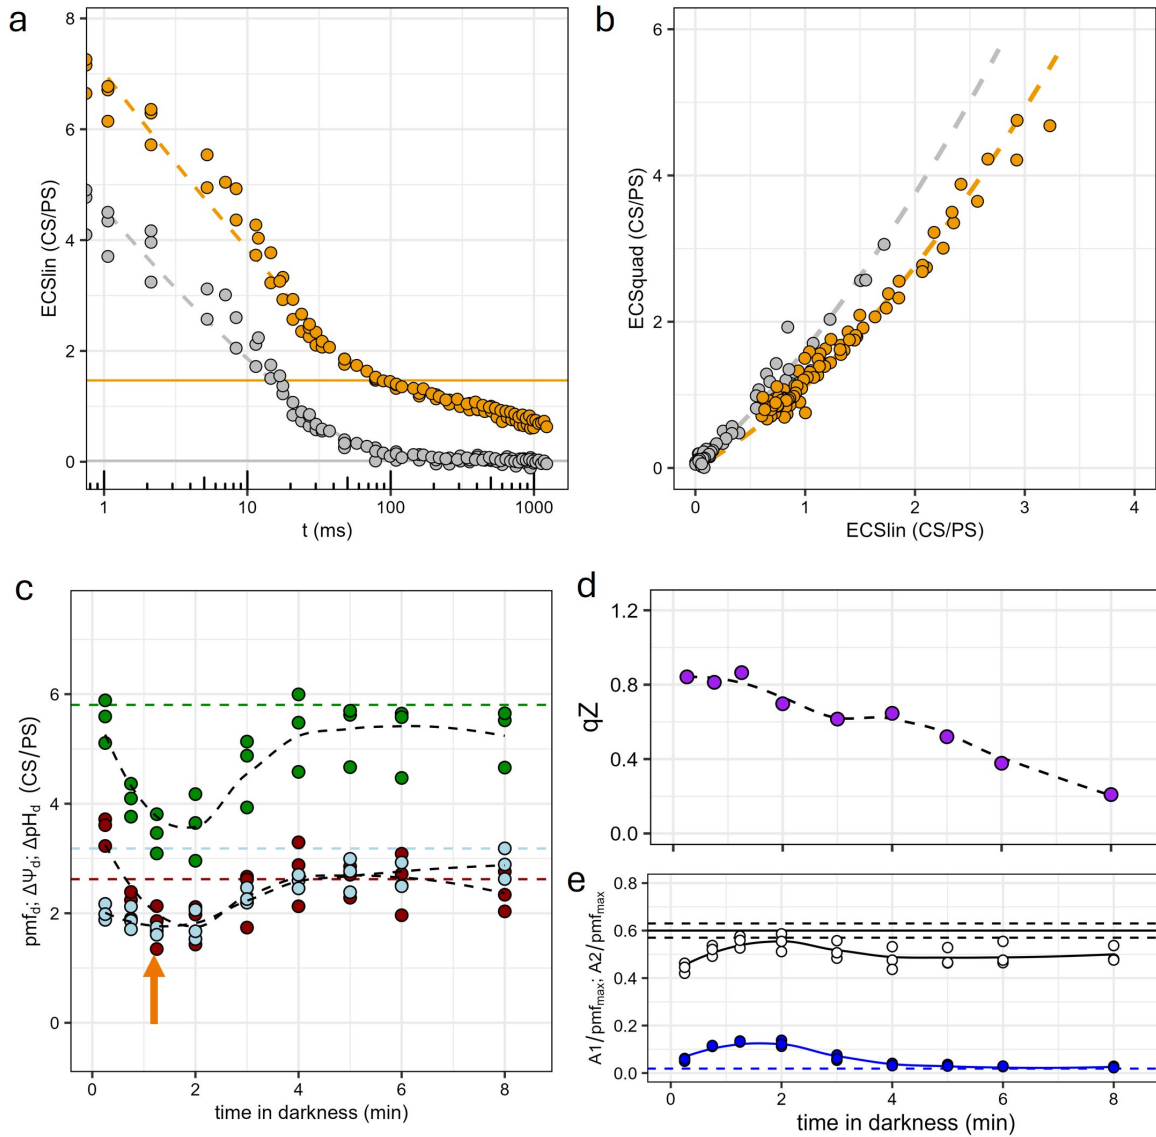 a
8
6
4
2
0
ECSlin (CS/PS)
1
10
100
1000
t (ms)
b
6
4
2
0
ECSquad (CS/PS)
0
1
2
3
4
ECSlin (CS/PS)
c
6
4
2
0
pmf_d; ΔΨ_d; ΔpH_d (CS/PS)
0
2
4
6
8
time in darkness (min)
d
1.2
0.8
0.4
0.0
qZ
e
0.8
0.6
0.4
0.2
0.0
A1/pmf_max; A2/pmf_max
0
2
4
6
8
time in darkness (min)